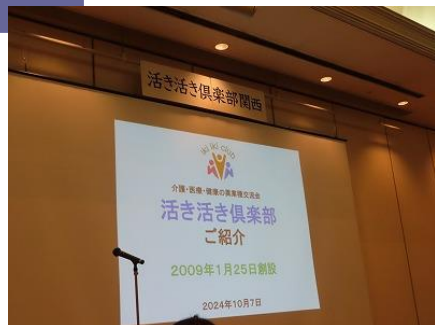 活き活き倶楽部関西
iki iki club
介護・医療・健康の異業種交流会
活き活き倶楽部
ご紹介
2009年1月25日創設
2024年10月7日